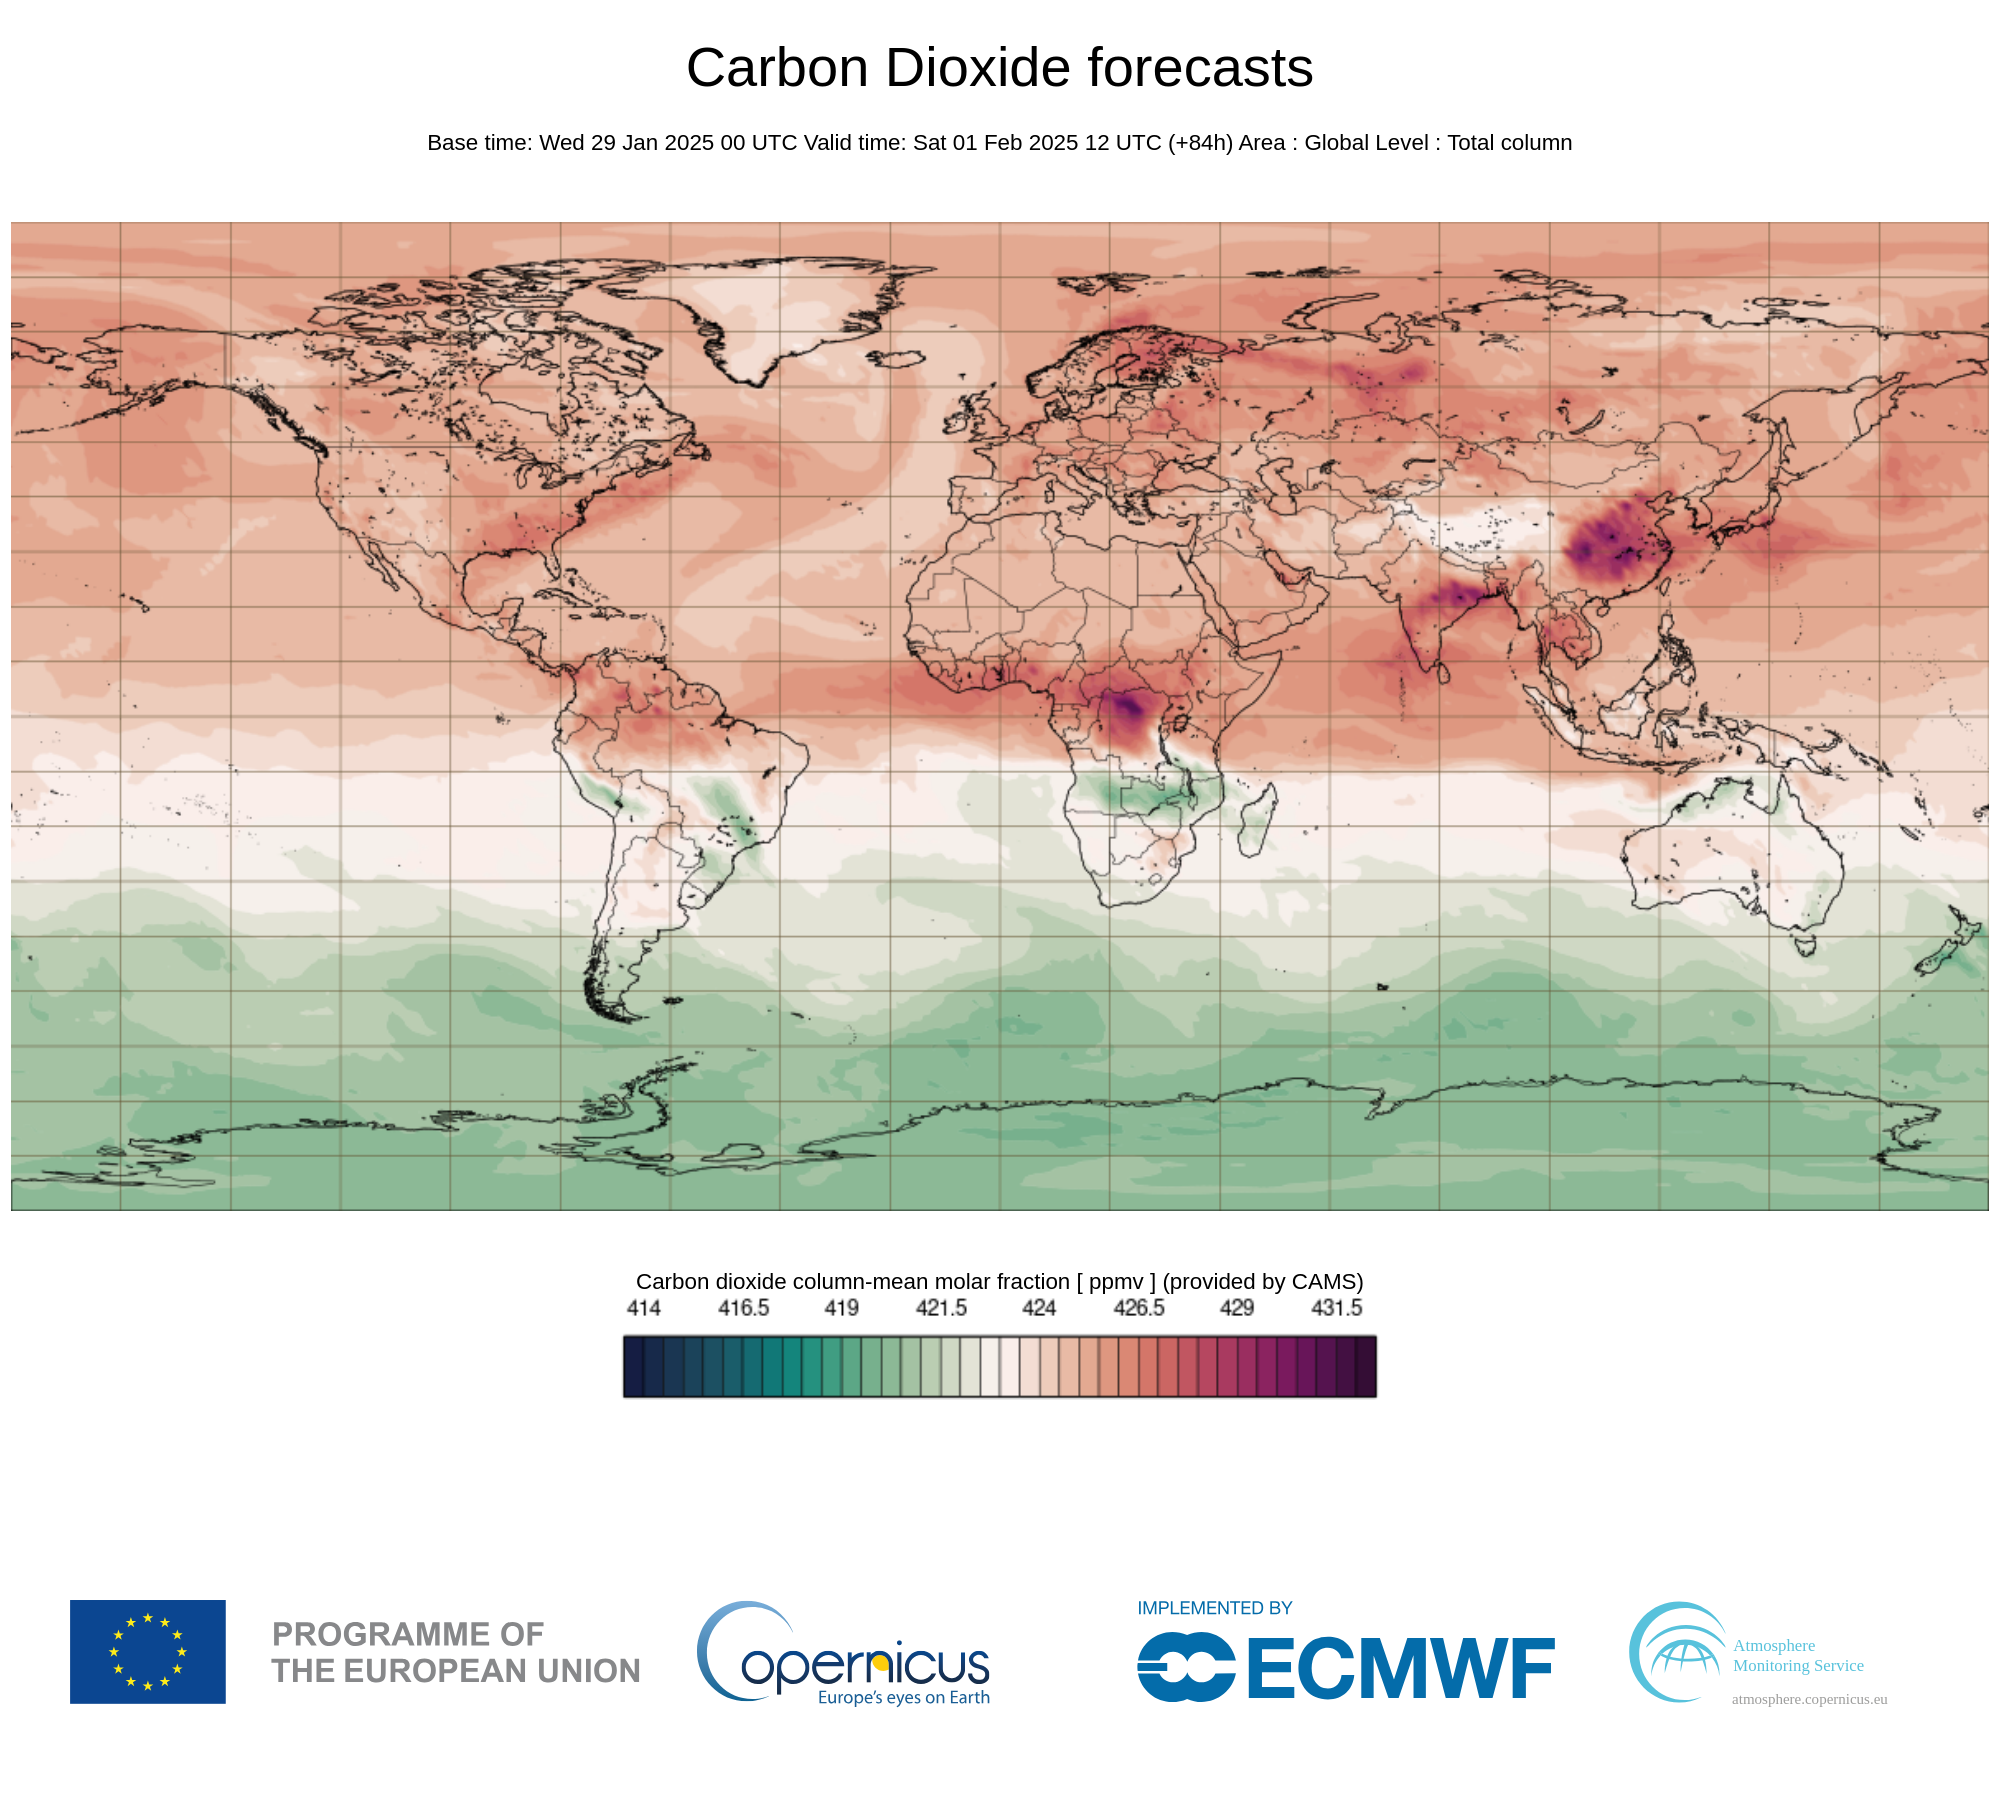 Carbon Dioxide forecasts
Base time: Wed 29 Jan 2025 00 UTC Valid time: Sat 01 Feb 2025 12 UTC (+84h) Area : Global Level : Total column
Carbon dioxide column-mean molar fraction [ ppmv ] (provided by CAMS)
414 416.5 419 421.5 424 426.5 429 431.5
PROGRAMME OF
THE EUROPEAN UNION
opernicus
Europe's eyes on Earth
IMPLEMENTED BY
ECMWF
Atmosphere
Monitoring Service
atmosphere.copernicus.eu